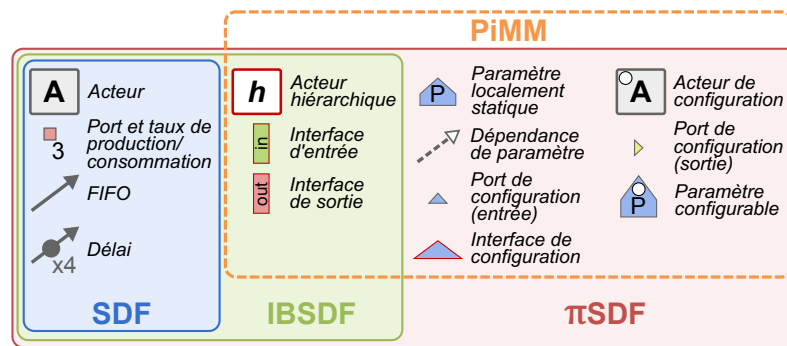 PiMM
A
Acteur
3
Port et taux de
production/
consommation
FIFO
x4
Délai
SDF
h
Acteur
hiérarchique
in
Interface
d'entrée
out
Interface
de sortie
IBSDF
P
Paramètre
localement
statique
Dépendance
de paramètre
Port de
configuration
(entrée)
Interface de
configuration
A
Acteur de
configuration
Port de
configuration
(sortie)
P
Paramètre
configurable
πSDF